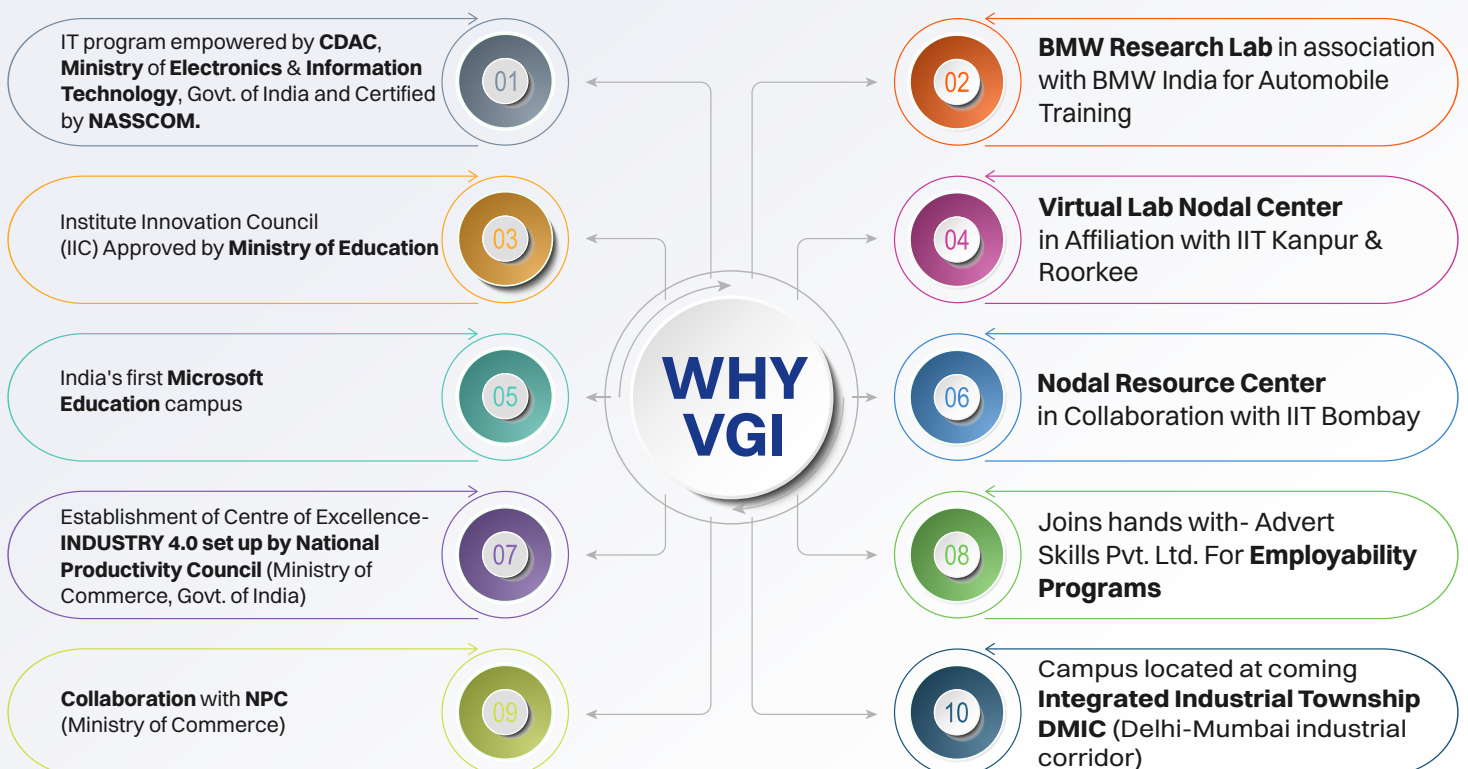 01
IT program empowered by CDAC,
Ministry of Electronics & Information
Technology, Govt. of India and Certified
by NASSCOM.
02
BMW Research Lab in association
with BMW India for Automobile
Training
03
Institute Innovation Council
(IIC) Approved by Ministry of Education
04
Virtual Lab Nodal Center
in Affiliation with IIT Kanpur &
Roorkee
WHY
VGI
05
India's first Microsoft
Education campus
06
Nodal Resource Center
in Collaboration with IIT Bombay
07
Establishment of Centre of Excellence-
INDUSTRY 4.0 set up by National
Productivity Council (Ministry of
Commerce, Govt. of India)
08
Joins hands with- Advert
Skills Pvt. Ltd. For Employability
Programs
09
Collaboration with NPC
(Ministry of Commerce)
10
Campus located at coming
Integrated Industrial Township
DMIC (Delhi-Mumbai industrial
corridor)